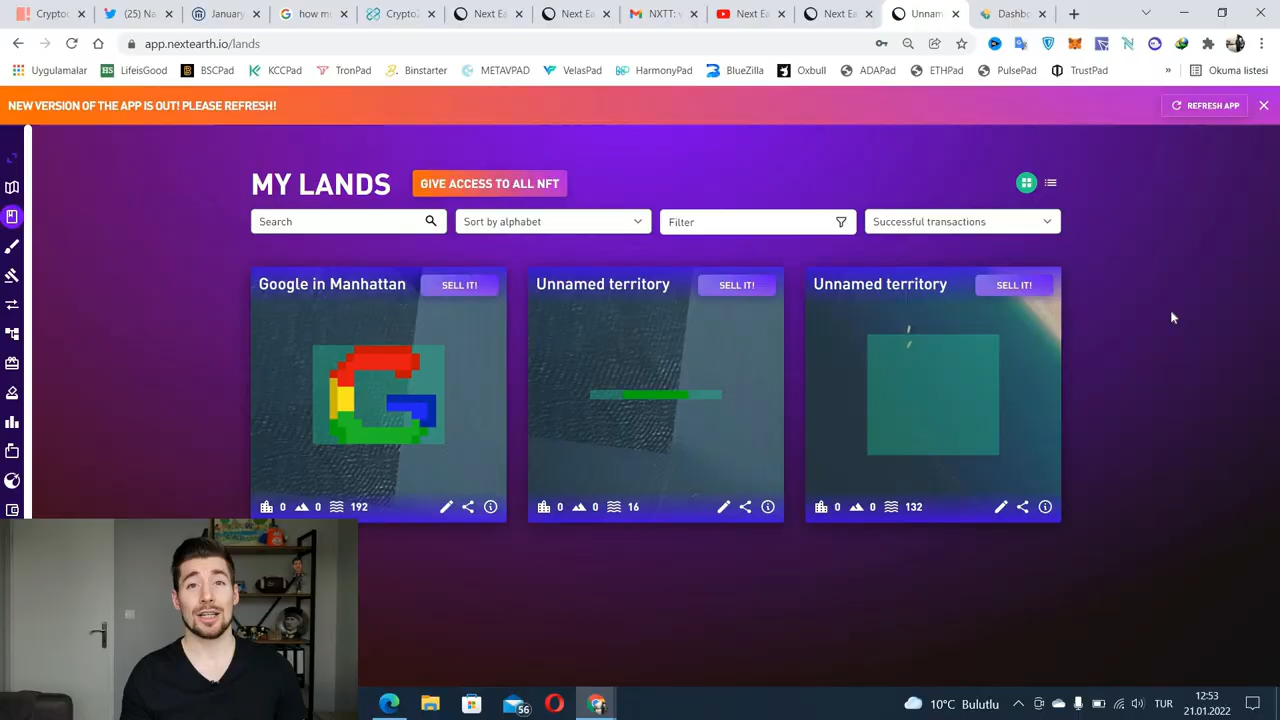 Cryptoc
(25) Na
January
how mu
Crypto2
Next Ea
Next Ea
NXTT: v
Next Ea
Next Ea
Unnam
Dashbo
app.nextearth.io/lands
Uygulamalar
HS LifeisGood
BSCPad
KCCPad
TronPad
Binstarter
METAVPAD
VelasPad
HarmonyPad
BlueZilla
Oxbull
ADAPad
ETHPad
PulsePad
TrustPad
»
Okuma listesi
NEW VERSION OF THE APP IS OUT! PLEASE REFRESH!
REFRESH APP
MY LANDS
GIVE ACCESS TO ALL NFT
Search
Sort by alphabet
Filter
Successful transactions
Google in Manhattan
SELL IT!
Unnamed territory
SELL IT!
Unnamed territory
SELL IT!
0 0 192
0 0 16
0 0 132
56
10°C Bulutlu
TUR
12:53
21.01.2022